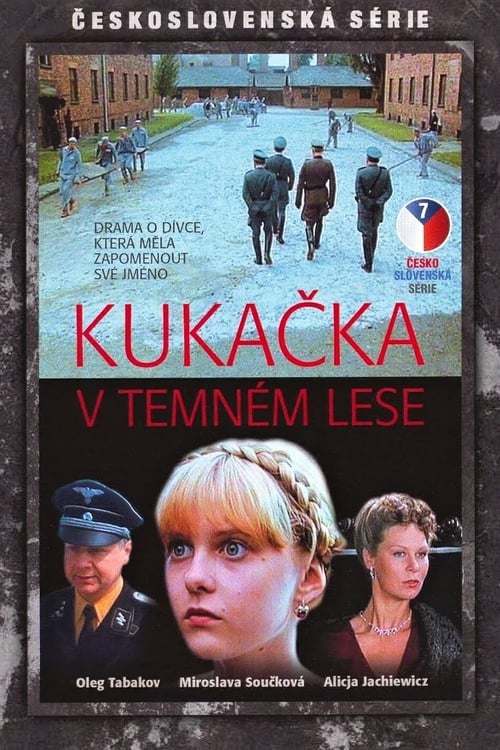 ČESKOSLOVENSKÁ SÉRIE
DRAMA O DÍVCE,
KTERÁ MĚLA
ZAPOMENOUT
SVÉ JMÉNO
7
ČESKO
SLOVENSKÁ
SÉRIE
KUKAČKA
V TEMNÉM LESE
Oleg Tabakov Miroslava Součková Alicja Jachiewicz